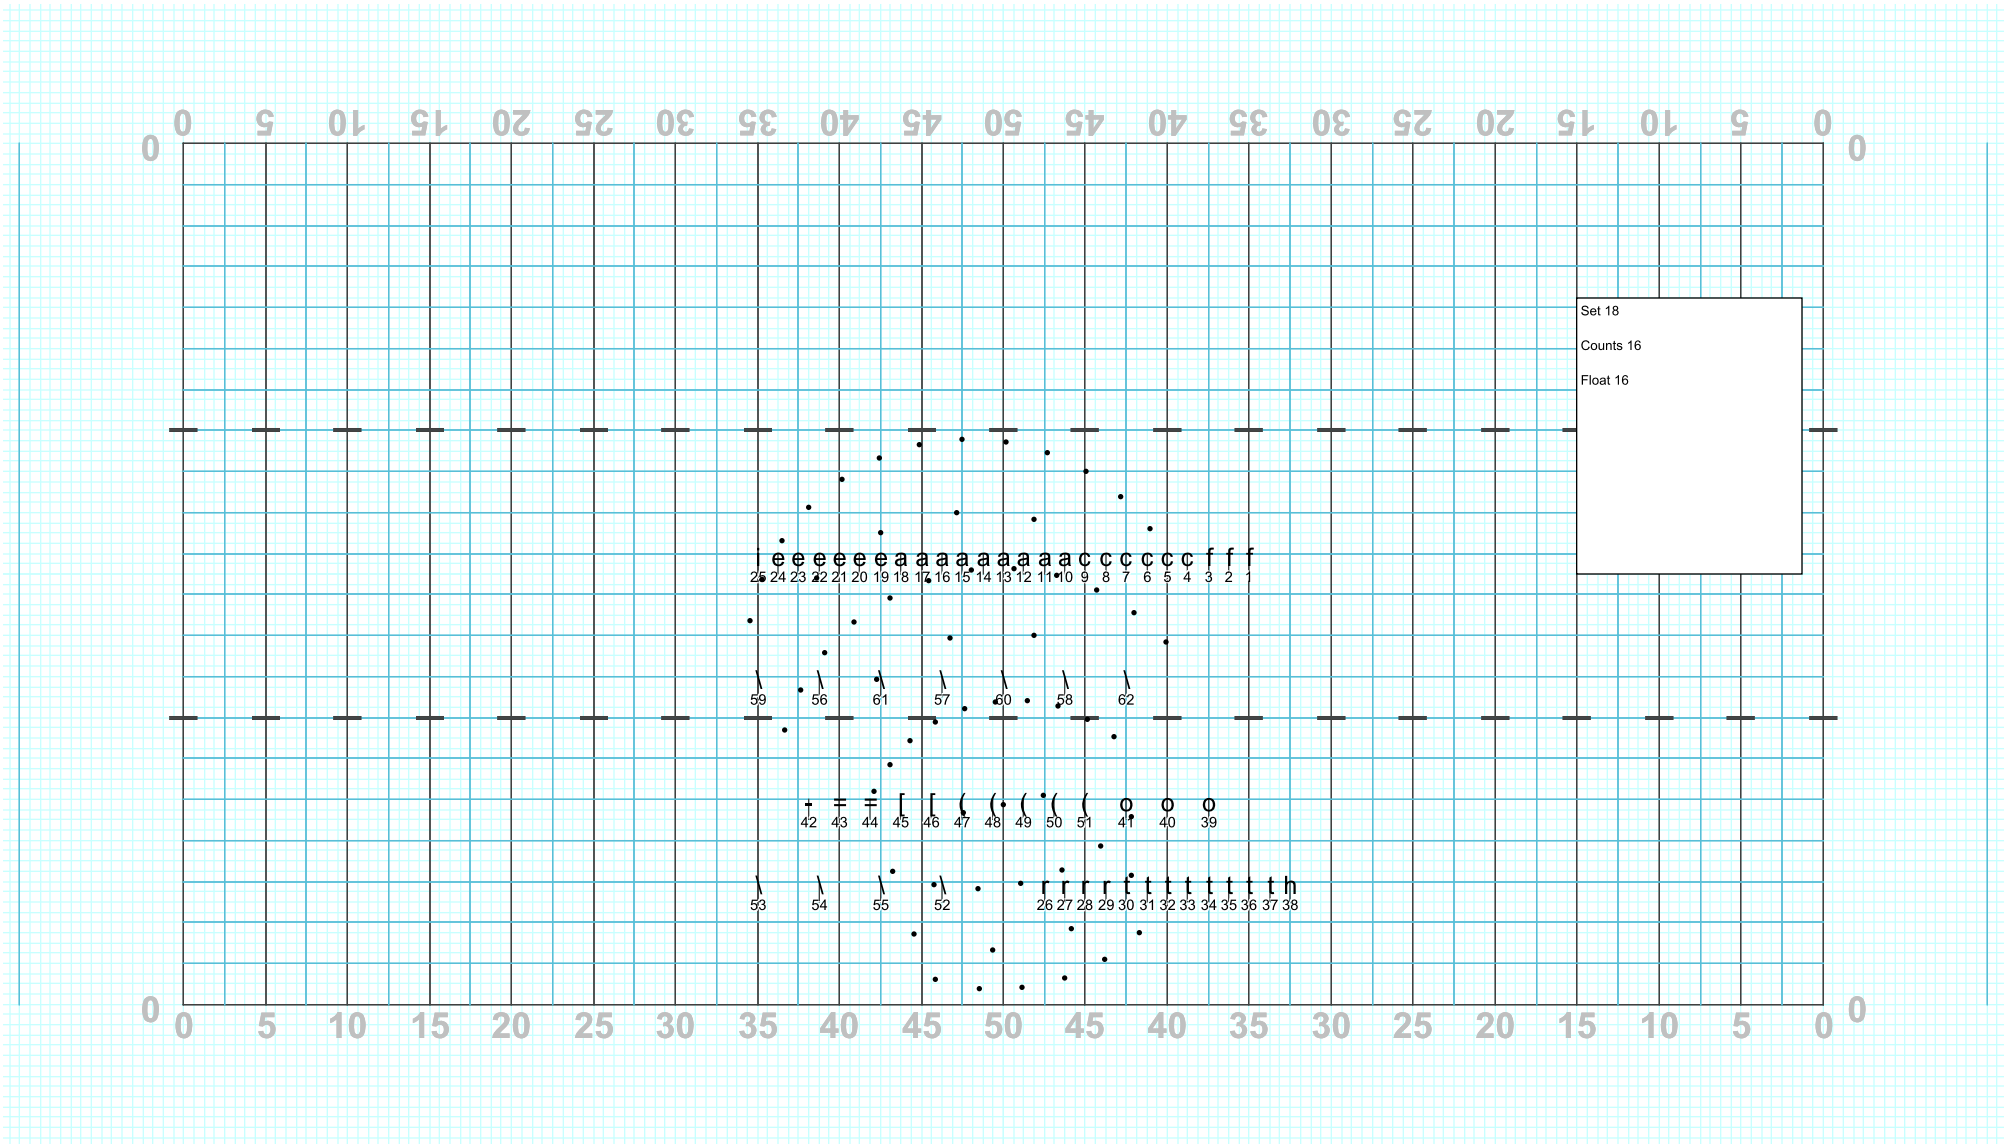 0 5 10 15 20 25 30 35 40 45 50 45 40 35 30 25 20 15 10 5 0
0 0
Set 18
Counts 16
Float 16
i e e e e e e a a a a a a a a a c c c c c c f f f
25 24 23 22 21 20 19 18 17 16 15 14 13 12 11 10 9 8 7 6 5 4 3 2 1
\ \ \ \ \ \ \
59 56 61 57 60 58 62
- = = [ [ ( ( ( ( ( o o o
42 43 44 45 46 47 48 49 50 51 41 40 39
\ \ \ \ r r r r t t t t t t t t h
53 54 55 52 26 27 28 29 30 31 32 33 34 35 36 37 38
0 0
0 5 10 15 20 25 30 35 40 45 50 45 40 35 30 25 20 15 10 5 0